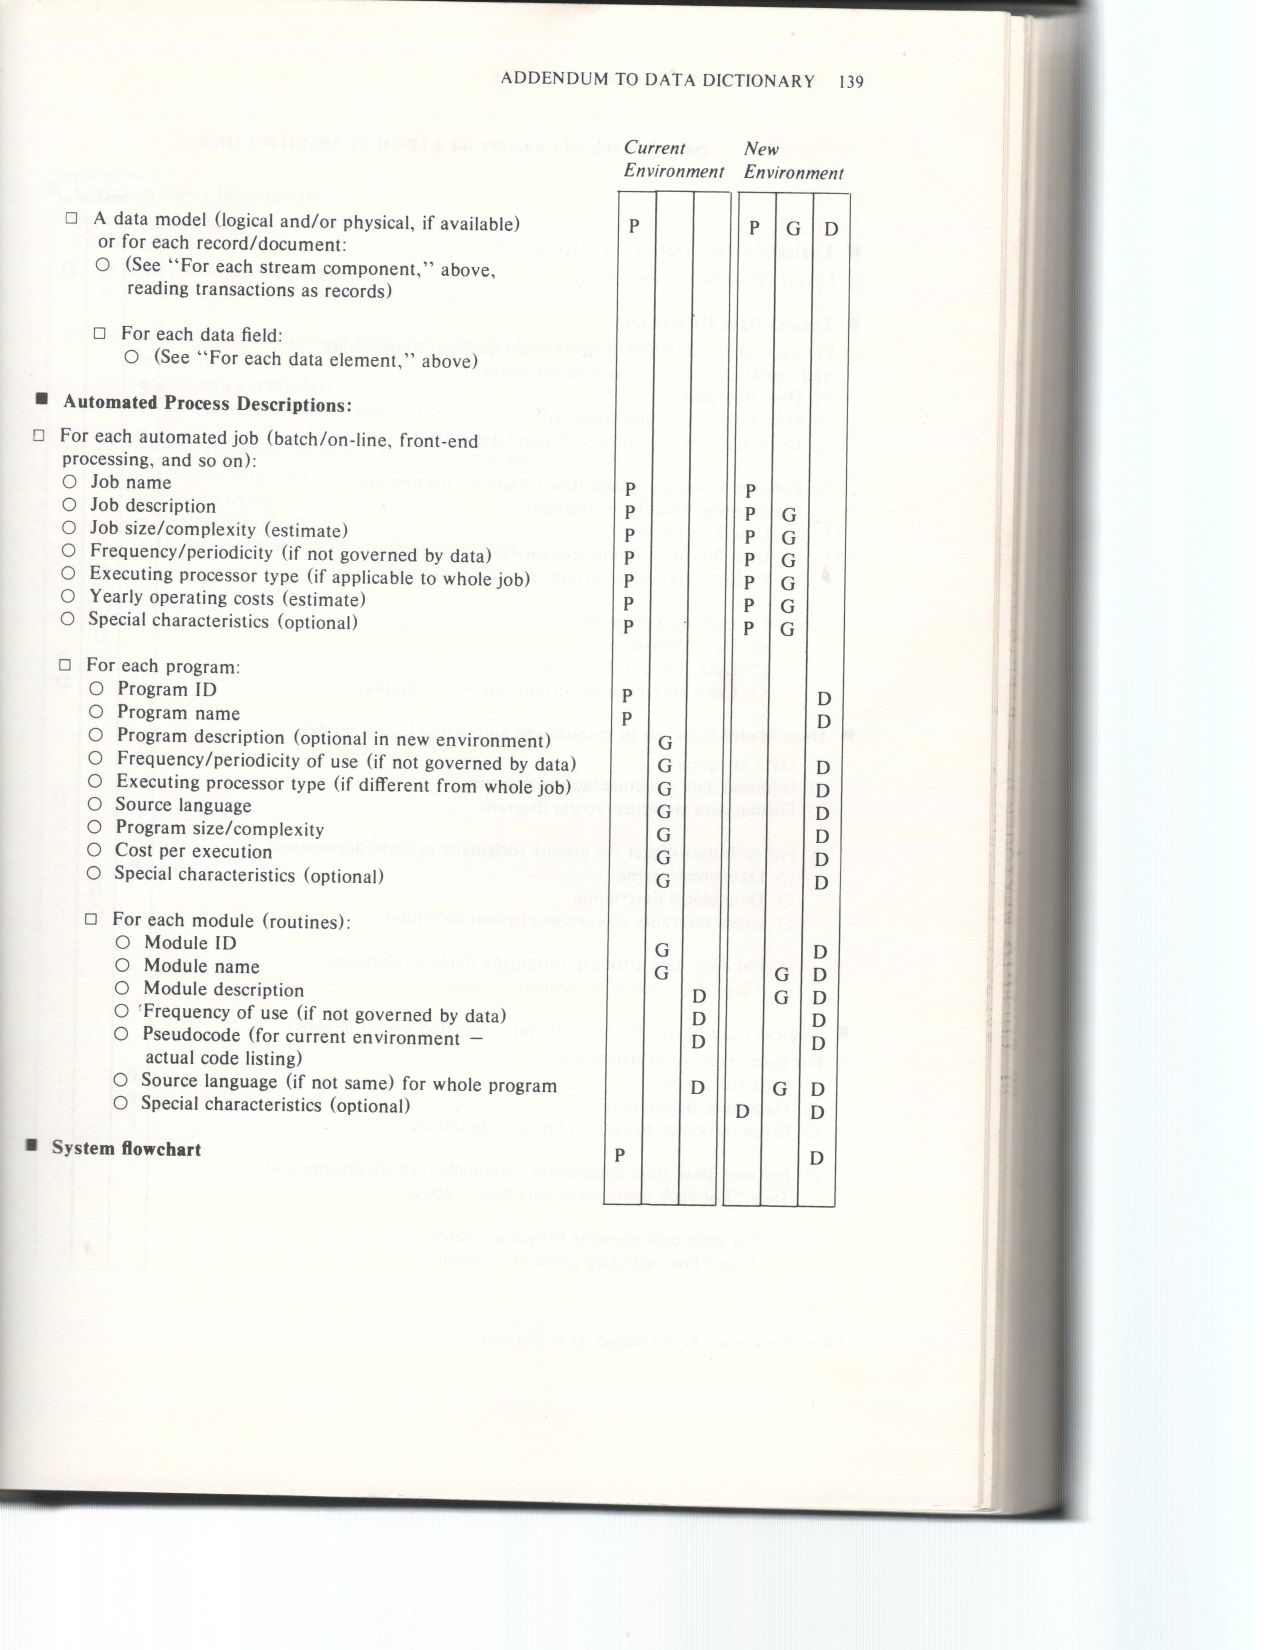 ADDENDUM TO DATA DICTIONARY 139
Current New
Environment Environment
□ A data model (logical and/or physical, if available) P P G D
or for each record/document:
○ (See “For each stream component,” above,
reading transactions as records)
□ For each data field:
○ (See “For each data element,” above)
■ Automated Process Descriptions:
□ For each automated job (batch/on-line, front-end
processing, and so on):
○ Job name P P
○ Job description P P G
○ Job size/complexity (estimate) P P G
○ Frequency/periodicity (if not governed by data) P P G
○ Executing processor type (if applicable to whole job) P P G
○ Yearly operating costs (estimate) P P G
○ Special characteristics (optional) P P G
□ For each program:
○ Program ID P D
○ Program name P D
○ Program description (optional in new environment) G
○ Frequency/periodicity of use (if not governed by data) G D
○ Executing processor type (if different from whole job) G D
○ Source language G D
○ Program size/complexity G D
○ Cost per execution G D
○ Special characteristics (optional) G D
□ For each module (routines):
○ Module ID G D
○ Module name G G D
○ Module description D G D
○ Frequency of use (if not governed by data) D D
○ Pseudocode (for current environment — D D
actual code listing)
○ Source language (if not same) for whole program D G D
○ Special characteristics (optional) D D
■ System flowchart P D